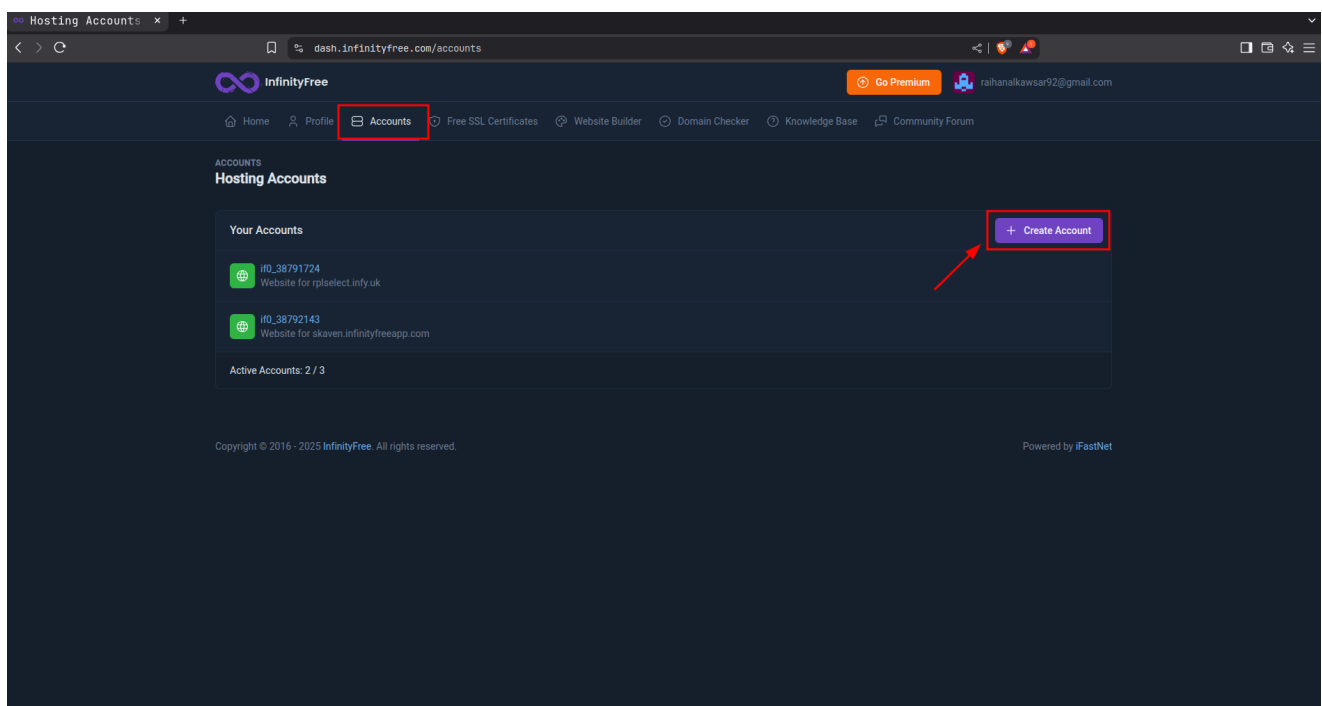 Hosting Accounts × +
dash.infinityfree.com/accounts
InfinityFree
Go Premium
raihanalkawsar92@gmail.com
Home Profile Accounts Free SSL Certificates Website Builder Domain Checker Knowledge Base Community Forum
ACCOUNTS
Hosting Accounts
Your Accounts
+ Create Account
if0_38791724
Website for rplselect.infy.uk
if0_38792143
Website for skaven.infinityfreeapp.com
Active Accounts: 2 / 3
Copyright © 2016 - 2025 InfinityFree. All rights reserved.
Powered by iFastNet